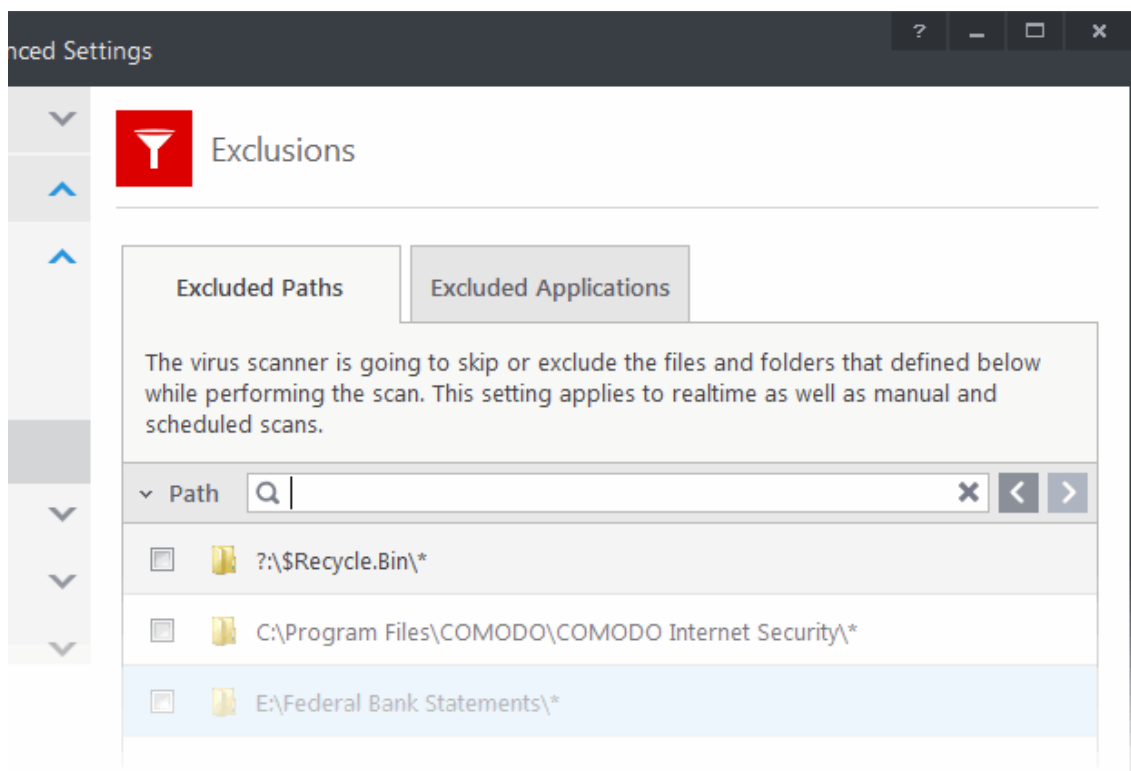 nced Settings
?
Exclusions
Excluded Paths
Excluded Applications
The virus scanner is going to skip or exclude the files and folders that defined below
while performing the scan. This setting applies to realtime as well as manual and
scheduled scans.
Path
?:\$Recycle.Bin\*
C:\Program Files\COMODO\COMODO Internet Security\*
E:\Federal Bank Statements\*